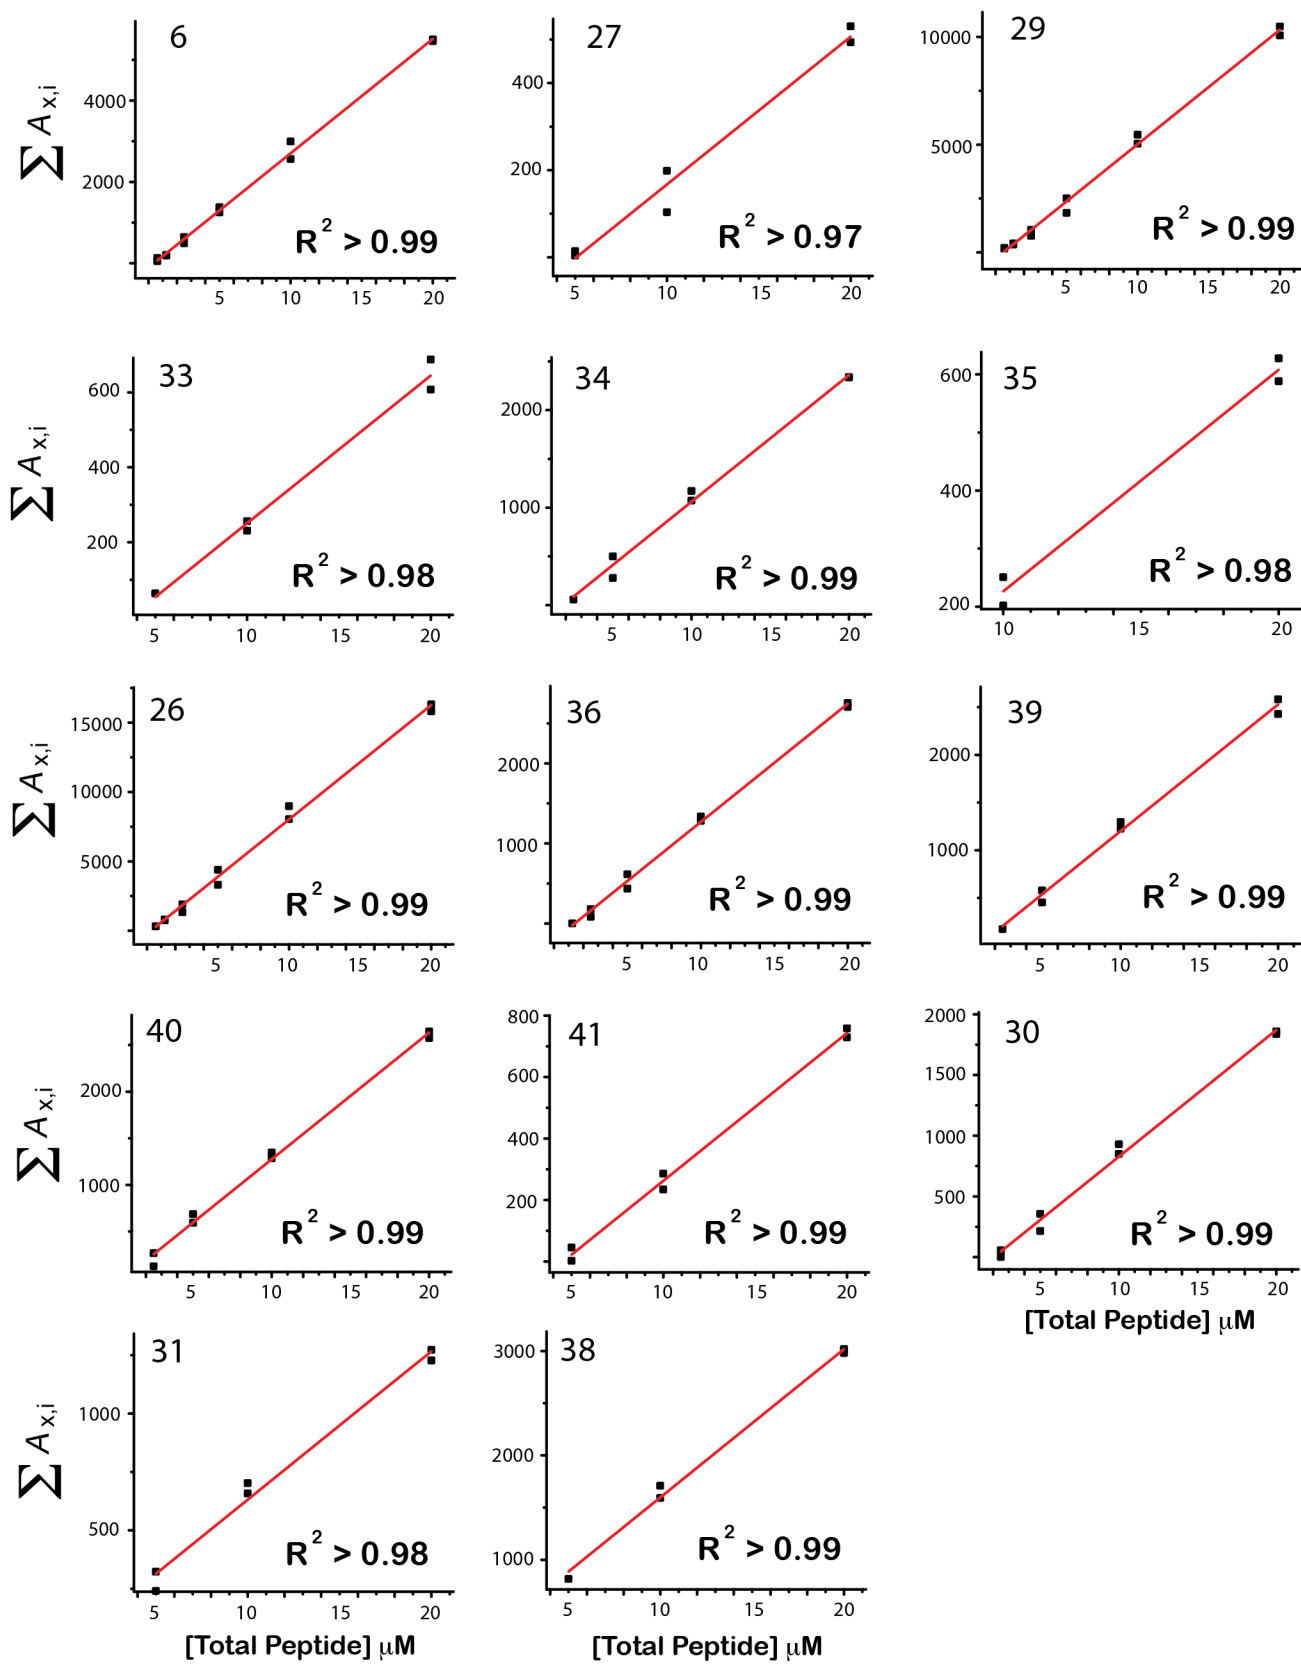 6
27
29
∑ A x,i
4000
2000
400
200
10000
5000
R² > 0.99
R² > 0.97
R² > 0.99
5 10 15 20
5 10 15 20
5 10 15 20
33
34
35
∑ A x,i
600
400
200
2000
1000
600
400
200
R² > 0.98
R² > 0.99
R² > 0.98
5 10 15 20
5 10 15 20
10 15 20
26
36
39
∑ A x,i
15000
10000
5000
2000
1000
2000
1000
R² > 0.99
R² > 0.99
R² > 0.99
5 10 15 20
5 10 15 20
5 10 15 20
40
41
30
∑ A x,i
2000
1000
800
600
400
200
2000
1500
1000
500
R² > 0.99
R² > 0.99
R² > 0.99
5 10 15 20
5 10 15 20
5 10 15 20
[Total Peptide] μM
31
38
∑ A x,i
1000
500
3000
2000
1000
R² > 0.98
R² > 0.99
5 10 15 20
5 10 15 20
[Total Peptide] μM
[Total Peptide] μM